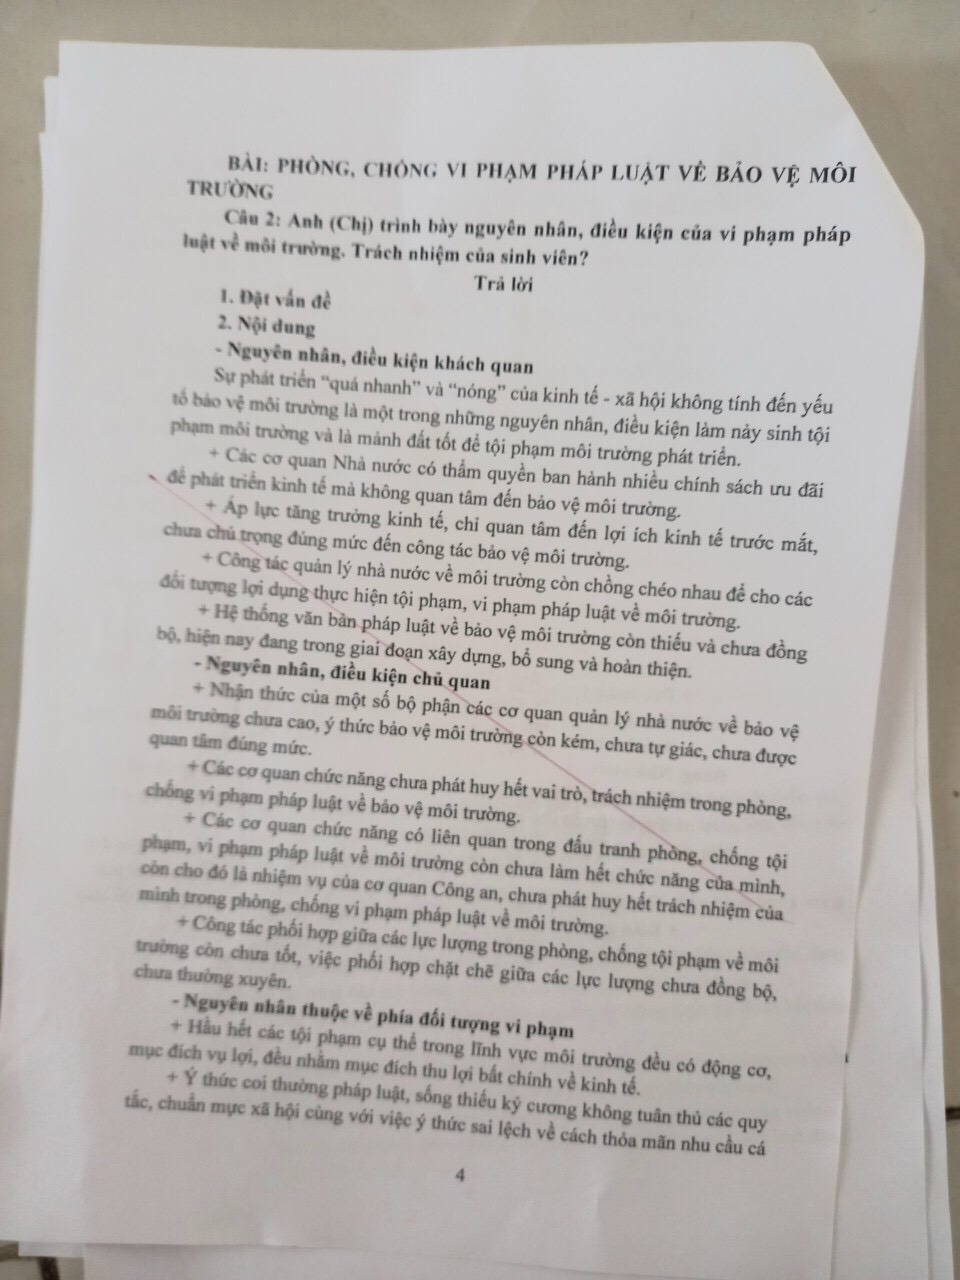 BÀI: PHÒNG, CHỐNG VI PHẠM PHÁP LUẬT VỀ BẢO VỆ MÔI
TRƯỜNG
Câu 2: Anh (Chị) trình bày nguyên nhân, điều kiện của vi phạm pháp
luật về môi trường. Trách nhiệm của sinh viên?
Trả lời
1. Đặt vấn đề
2. Nội dung
- Nguyên nhân, điều kiện khách quan
Sự phát triển “quá nhanh” và “nóng” của kinh tế - xã hội không tính đến yếu
tố bảo vệ môi trường là một trong những nguyên nhân, điều kiện làm nảy sinh tội
phạm môi trường và là mảnh đất tốt để tội phạm môi trường phát triển.
+ Các cơ quan Nhà nước có thẩm quyền ban hành nhiều chính sách ưu đãi
để phát triển kinh tế mà không quan tâm đến bảo vệ môi trường.
+ Áp lực tăng trưởng kinh tế, chỉ quan tâm đến lợi ích kinh tế trước mắt,
chưa chú trọng đúng mức đến công tác bảo vệ môi trường.
+ Công tác quản lý nhà nước về môi trường còn chồng chéo nhau để cho các
đối tượng lợi dụng thực hiện tội phạm, vi phạm pháp luật về môi trường.
+ Hệ thống văn bản pháp luật về bảo vệ môi trường còn thiếu và chưa đồng
bộ, hiện nay đang trong giai đoạn xây dựng, bổ sung và hoàn thiện.
- Nguyên nhân, điều kiện chủ quan
+ Nhận thức của một số bộ phận các cơ quan quản lý nhà nước về bảo vệ
môi trường chưa cao, ý thức bảo vệ môi trường còn kém, chưa tự giác, chưa được
quan tâm đúng mức.
+ Các cơ quan chức năng chưa phát huy hết vai trò, trách nhiệm trong phòng,
chống vi phạm pháp luật về bảo vệ môi trường.
+ Các cơ quan chức năng có liên quan trong đấu tranh phòng, chống tội
phạm, vi phạm pháp luật về môi trường còn chưa làm hết chức năng của mình,
còn cho đó là nhiệm vụ của cơ quan Công an, chưa phát huy hết trách nhiệm của
mình trong phòng, chống vi phạm pháp luật về môi trường.
+ Công tác phối hợp giữa các lực lượng trong phòng, chống tội phạm về môi
trường còn chưa tốt, việc phối hợp chặt chẽ giữa các lực lượng chưa đồng bộ,
chưa thường xuyên.
- Nguyên nhân thuộc về phía đối tượng vi phạm
+ Hầu hết các tội phạm cụ thể trong lĩnh vực môi trường đều có động cơ,
mục đích vụ lợi, đều nhằm mục đích thu lợi bất chính về kinh tế.
+ Ý thức coi thường pháp luật, sống thiếu kỷ cương không tuân thủ các quy
tắc, chuẩn mực xã hội cùng với việc ý thức sai lệch về cách thỏa mãn nhu cầu cá
4